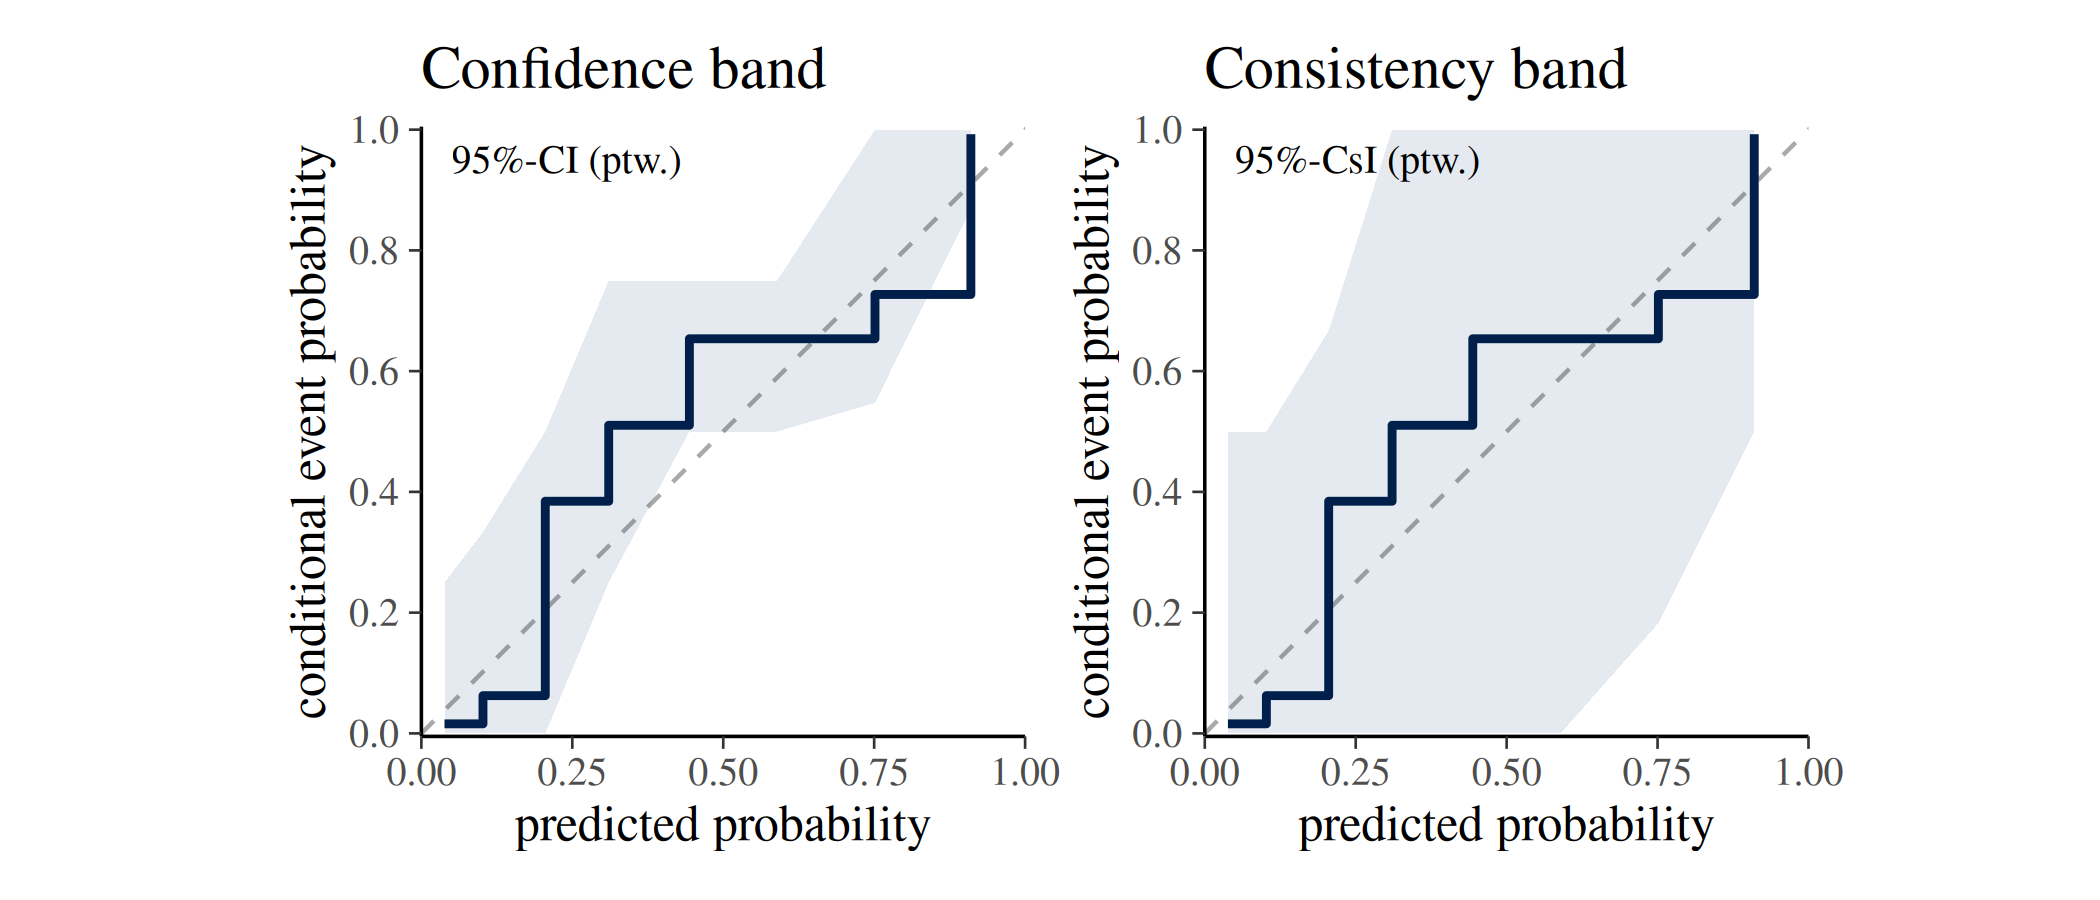 Confidence band
95%-CI (ptw.)
conditional event probability
1.0
0.8
0.6
0.4
0.2
0.0
0.00 0.25 0.50 0.75 1.00
predicted probability
Consistency band
95%-CsI (ptw.)
conditional event probability
1.0
0.8
0.6
0.4
0.2
0.0
0.00 0.25 0.50 0.75 1.00
predicted probability